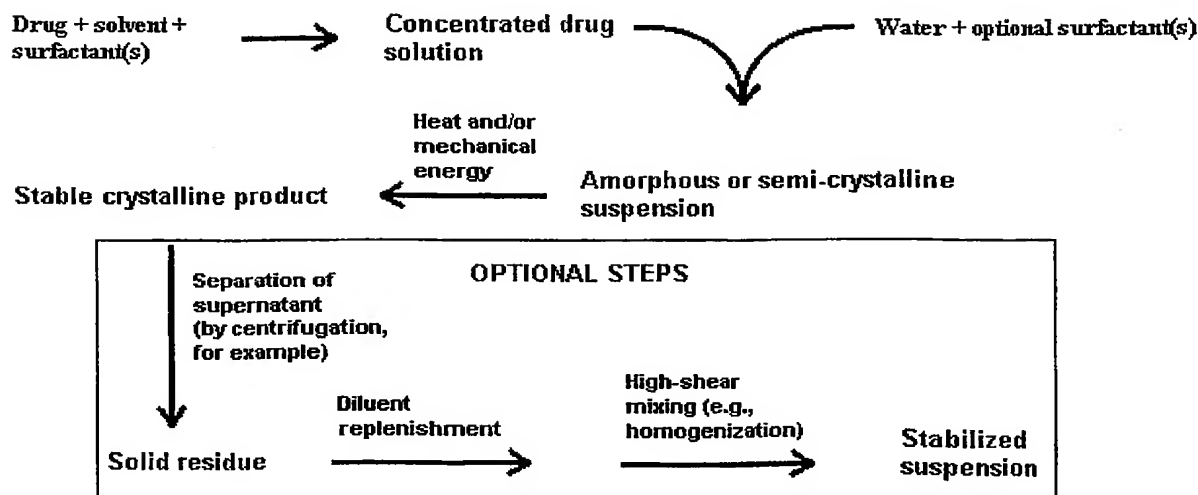 Drug + solvent +
surfactant(s)
Concentrated drug
solution
Water + optional surfactant(s)
Heat and/or
mechanical
energy
Stable crystalline product
Amorphous or semi-crystalline
suspension
OPTIONAL STEPS
Separation of
supernatant
(by centrifugation,
for example)
Solid residue
Diluent
replenishment
High-shear
mixing (e.g.,
homogenization)
Stabilized
suspension